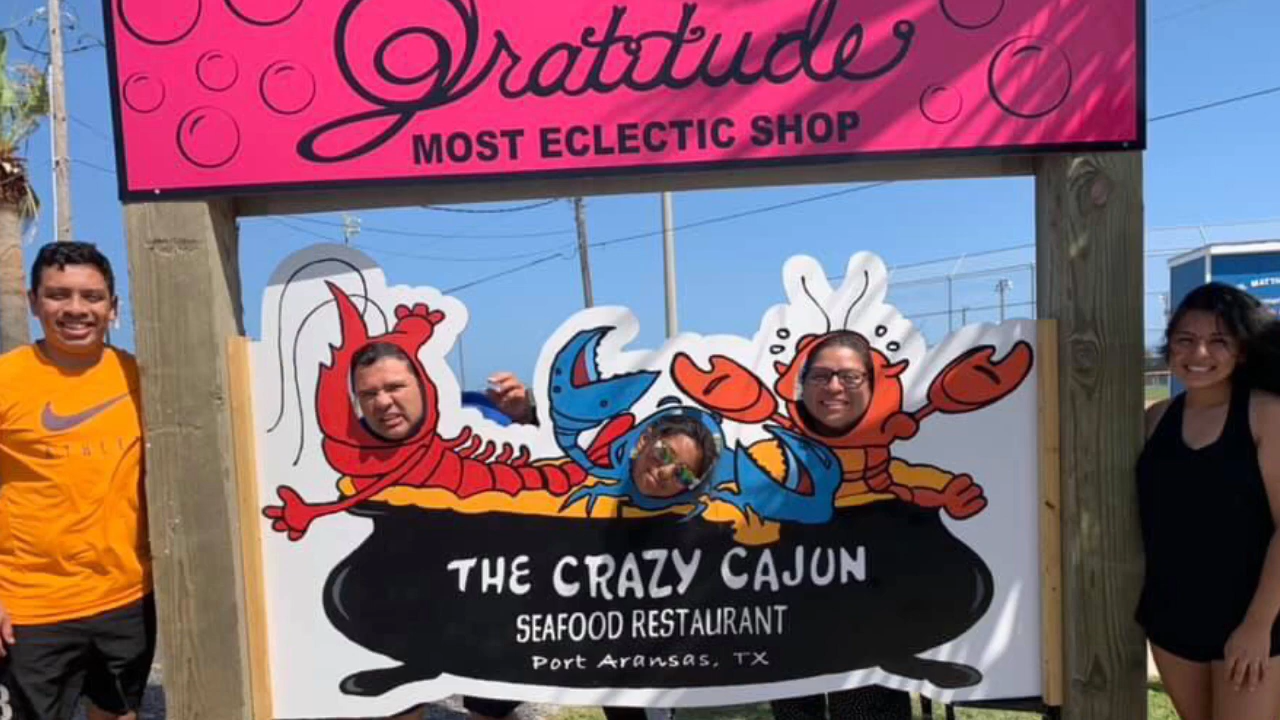 Gratitude
MOST ECLECTIC SHOP
THE CRAZY CAJUN
SEAFOOD RESTAURANT
Port Aransas, TX